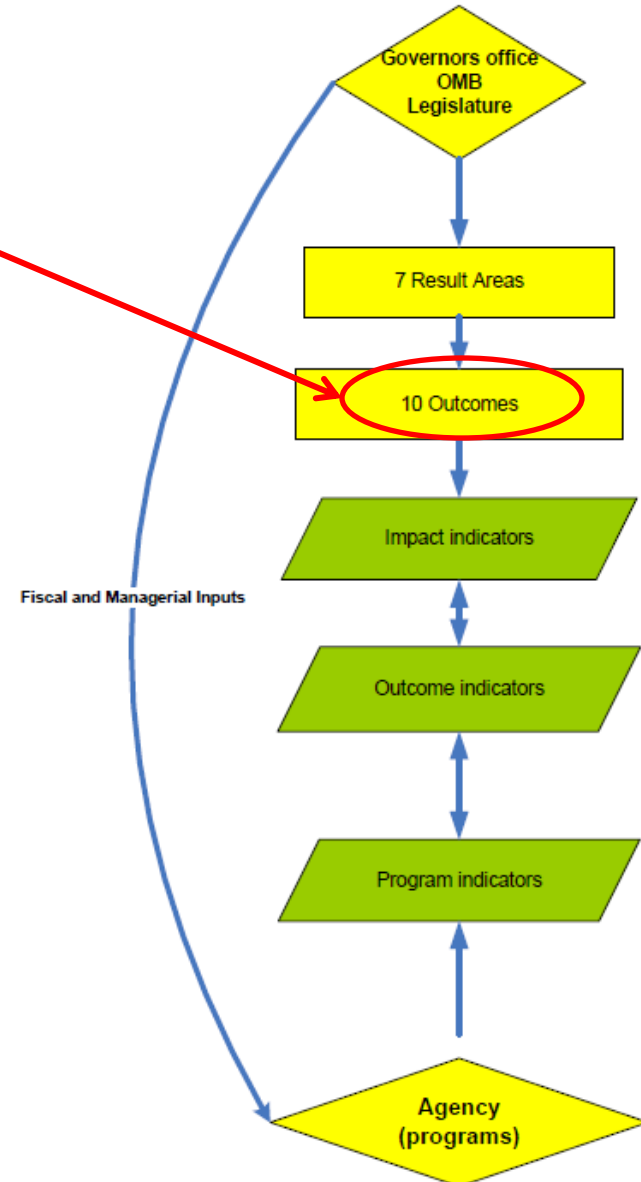 Governors office
OMB
Legislature
7 Result Areas
10 Outcomes
Impact indicators
Fiscal and Managerial Inputs
Outcome indicators
Program indicators
Agency
(programs)